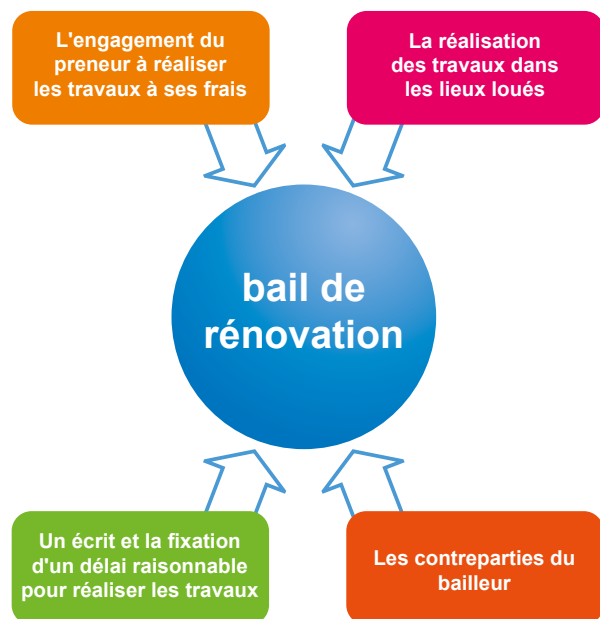 L'engagement du
preneur à réaliser
les travaux à ses frais
La réalisation
des travaux dans
les lieux loués
bail de
rénovation
Un écrit et la fixation
d'un délai raisonnable
pour réaliser les travaux
Les contreparties du
bailleur